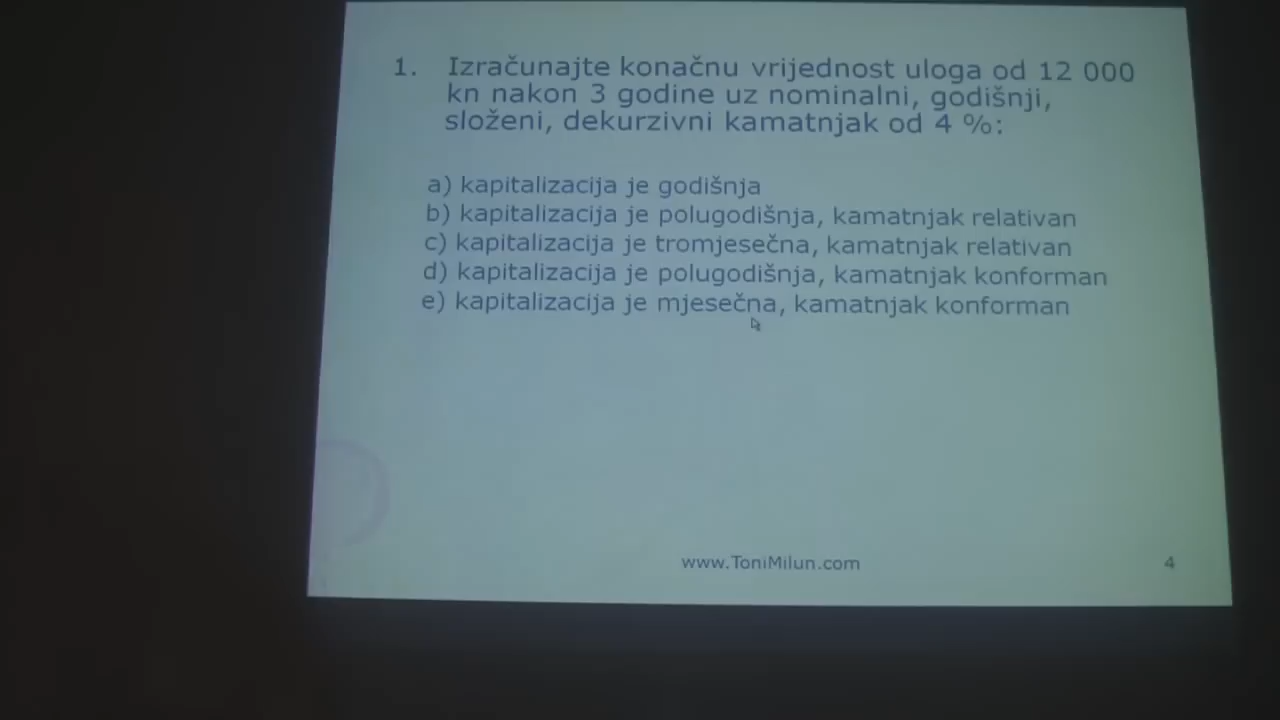 1. Izračunajte konačnu vrijednost uloga od 12 000
kn nakon 3 godine uz nominalni, godišnji,
složeni, dekurzivni kamatnjak od 4 %:
a) kapitalizacija je godišnja
b) kapitalizacija je polugodišnja, kamatnjak relativan
c) kapitalizacija je tromjesečna, kamatnjak relativan
d) kapitalizacija je polugodišnja, kamatnjak konforman
e) kapitalizacija je mjesečna, kamatnjak konforman
www.ToniMilun.com
4